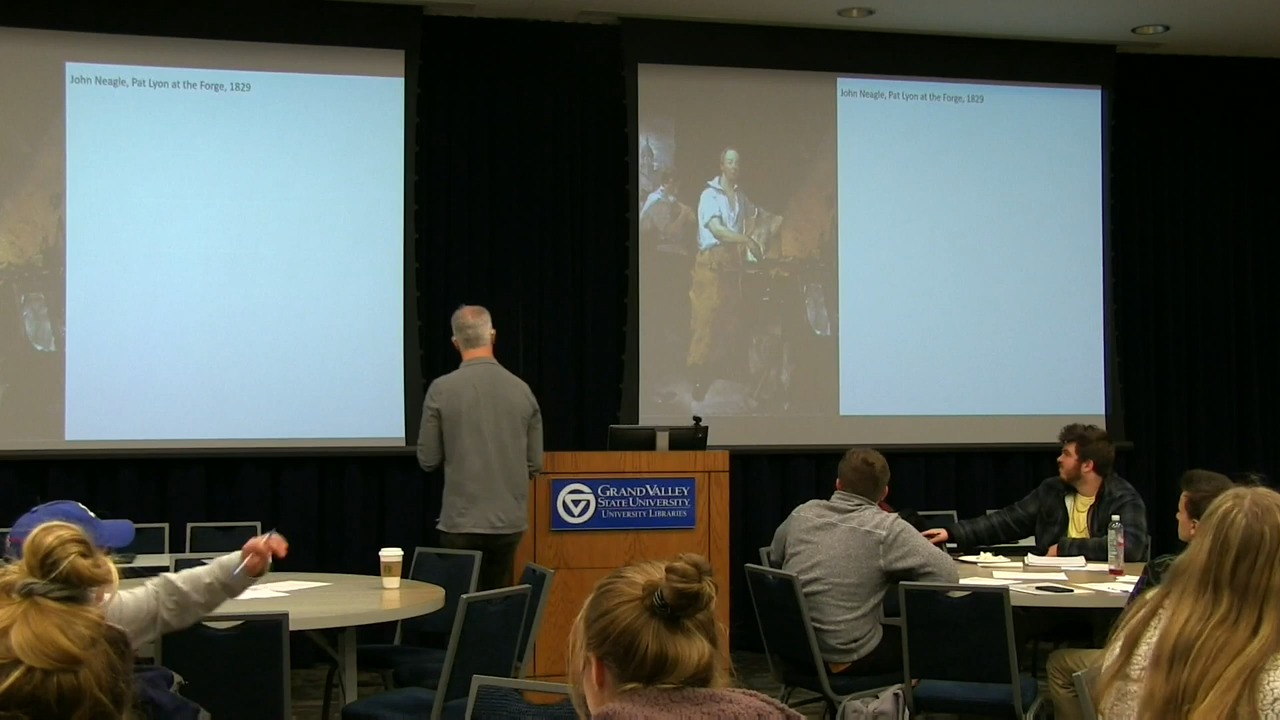 John Neagle, Pat Lyon at the Forge, 1829
John Neagle, Pat Lyon at the Forge, 1829
GRAND VALLEY
STATE UNIVERSITY
UNIVERSITY LIBRARIES